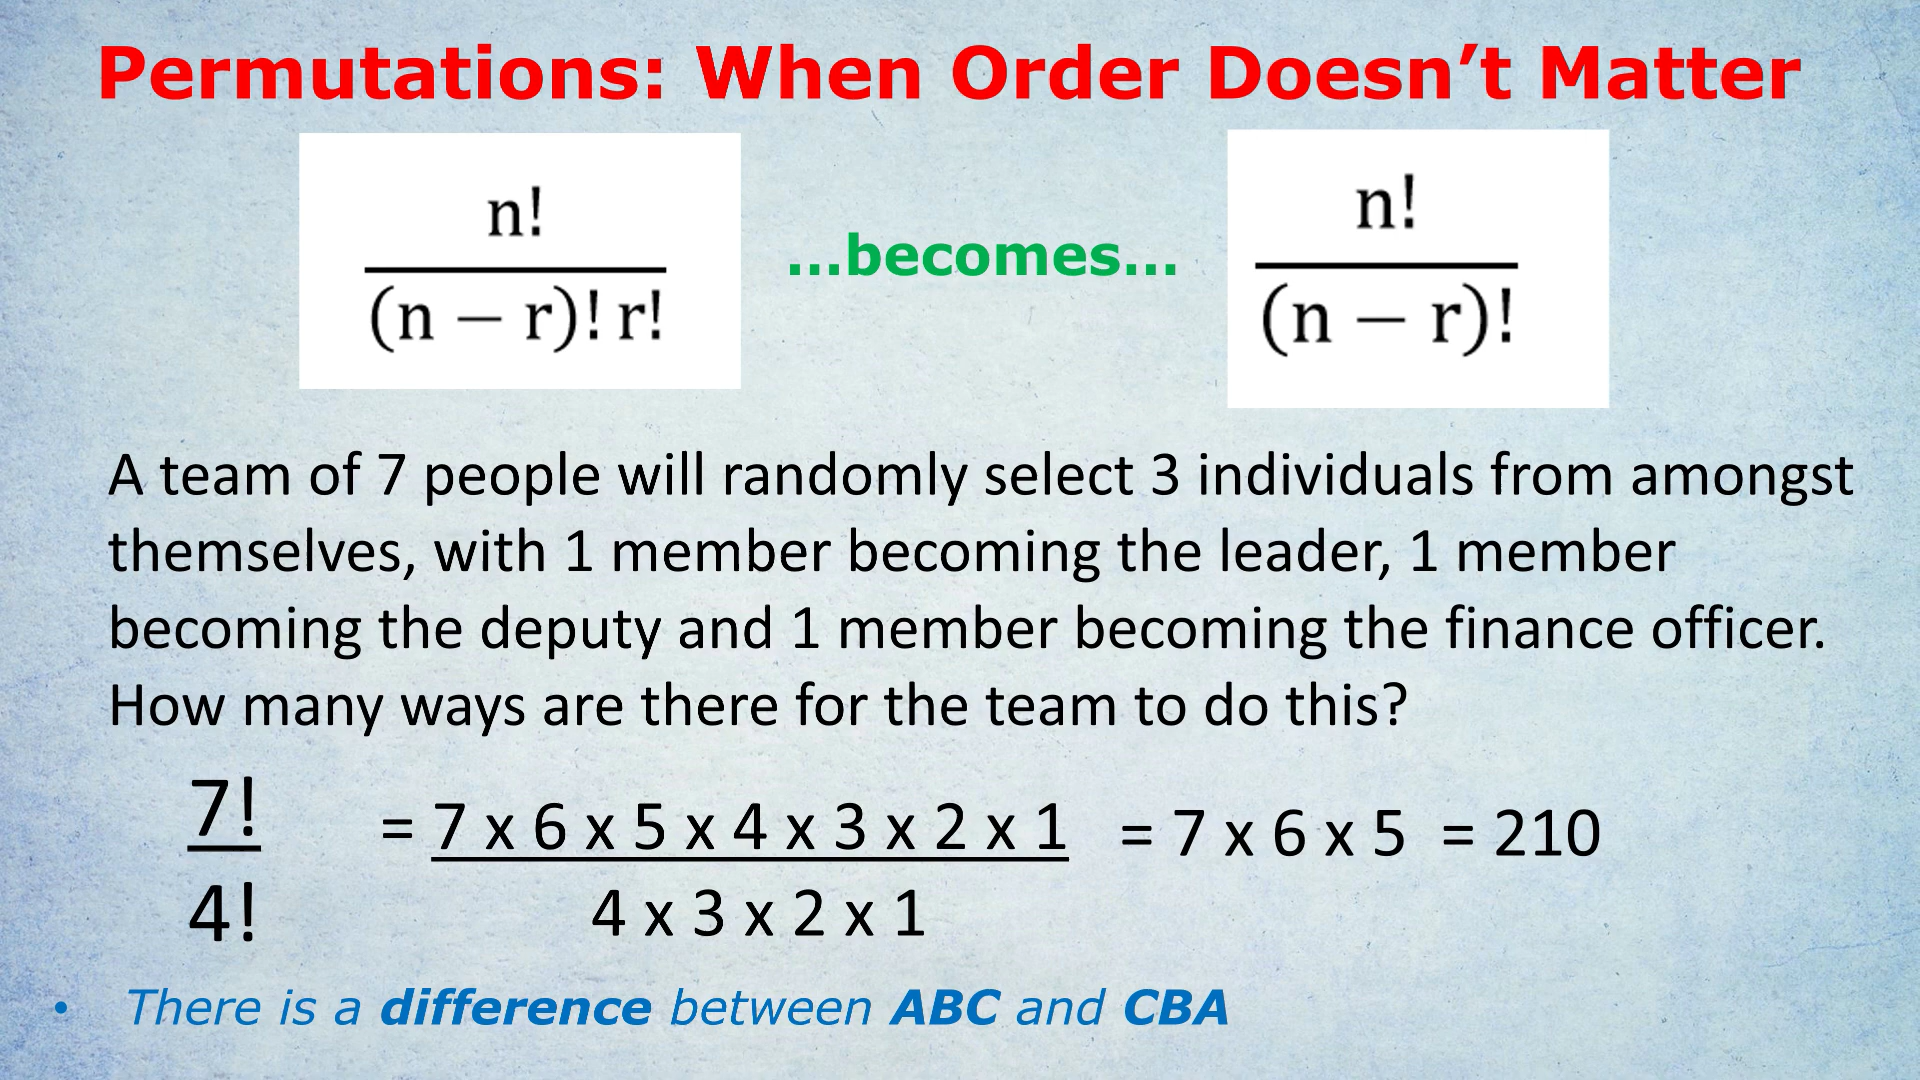 Permutations: When Order Doesn’t Matter
n!
(n − r)! r!
...becomes...
n!
(n − r)!
A team of 7 people will randomly select 3 individuals from amongst
themselves, with 1 member becoming the leader, 1 member
becoming the deputy and 1 member becoming the finance officer.
How many ways are there for the team to do this?
7!
4!
= 7 x 6 x 5 x 4 x 3 x 2 x 1
4 x 3 x 2 x 1
= 7 x 6 x 5 = 210
• There is a difference between ABC and CBA